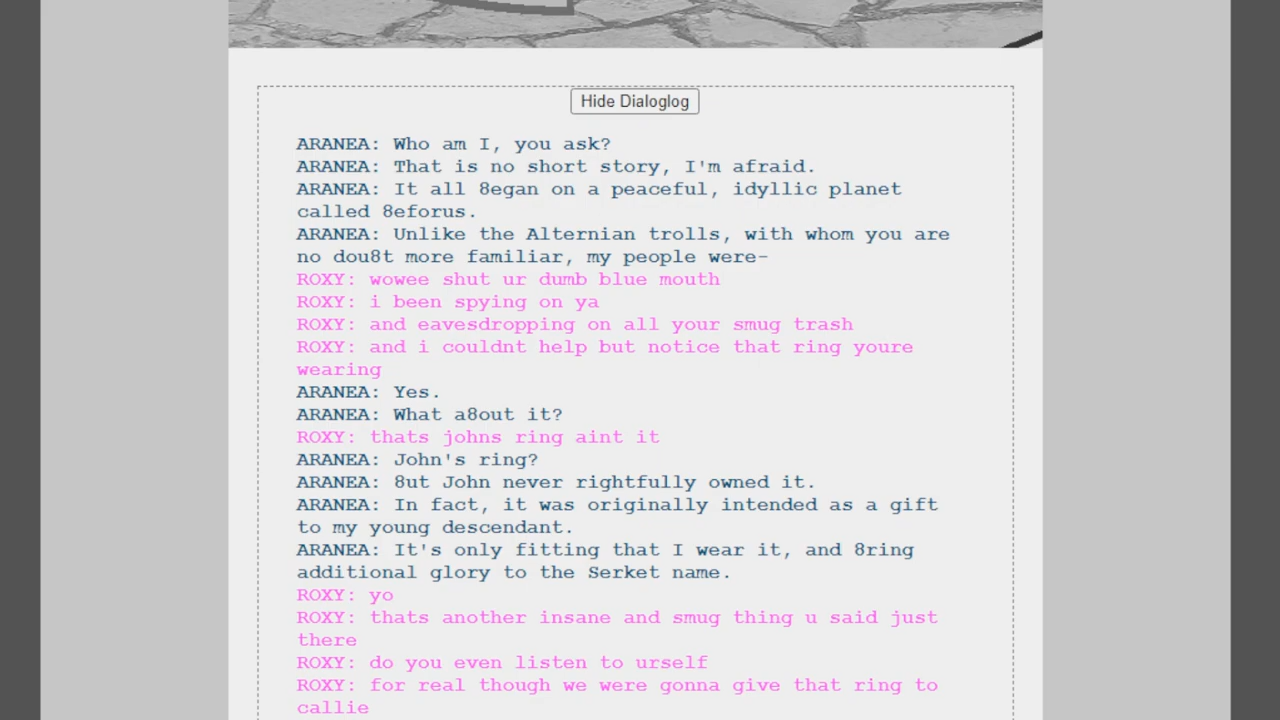 Hide Dialoglog
ARANEA: Who am I, you ask?
ARANEA: That is no short story, I'm afraid.
ARANEA: It all 8egan on a peaceful, idyllic planet
called 8eforus.
ARANEA: Unlike the Alternian trolls, with whom you are
no dou8t more familiar, my people were-
ROXY: wowee shut ur dumb blue mouth
ROXY: i been spying on ya
ROXY: and eavesdropping on all your smug trash
ROXY: and i couldnt help but notice that ring youre
wearing
ARANEA: Yes.
ARANEA: What a8out it?
ROXY: thats johns ring aint it
ARANEA: John's ring?
ARANEA: 8ut John never rightfully owned it.
ARANEA: In fact, it was originally intended as a gift
to my young descendant.
ARANEA: It's only fitting that I wear it, and 8ring
additional glory to the Serket name.
ROXY: yo
ROXY: thats another insane and smug thing u said just
there
ROXY: do you even listen to urself
ROXY: for real though we were gonna give that ring to
callie